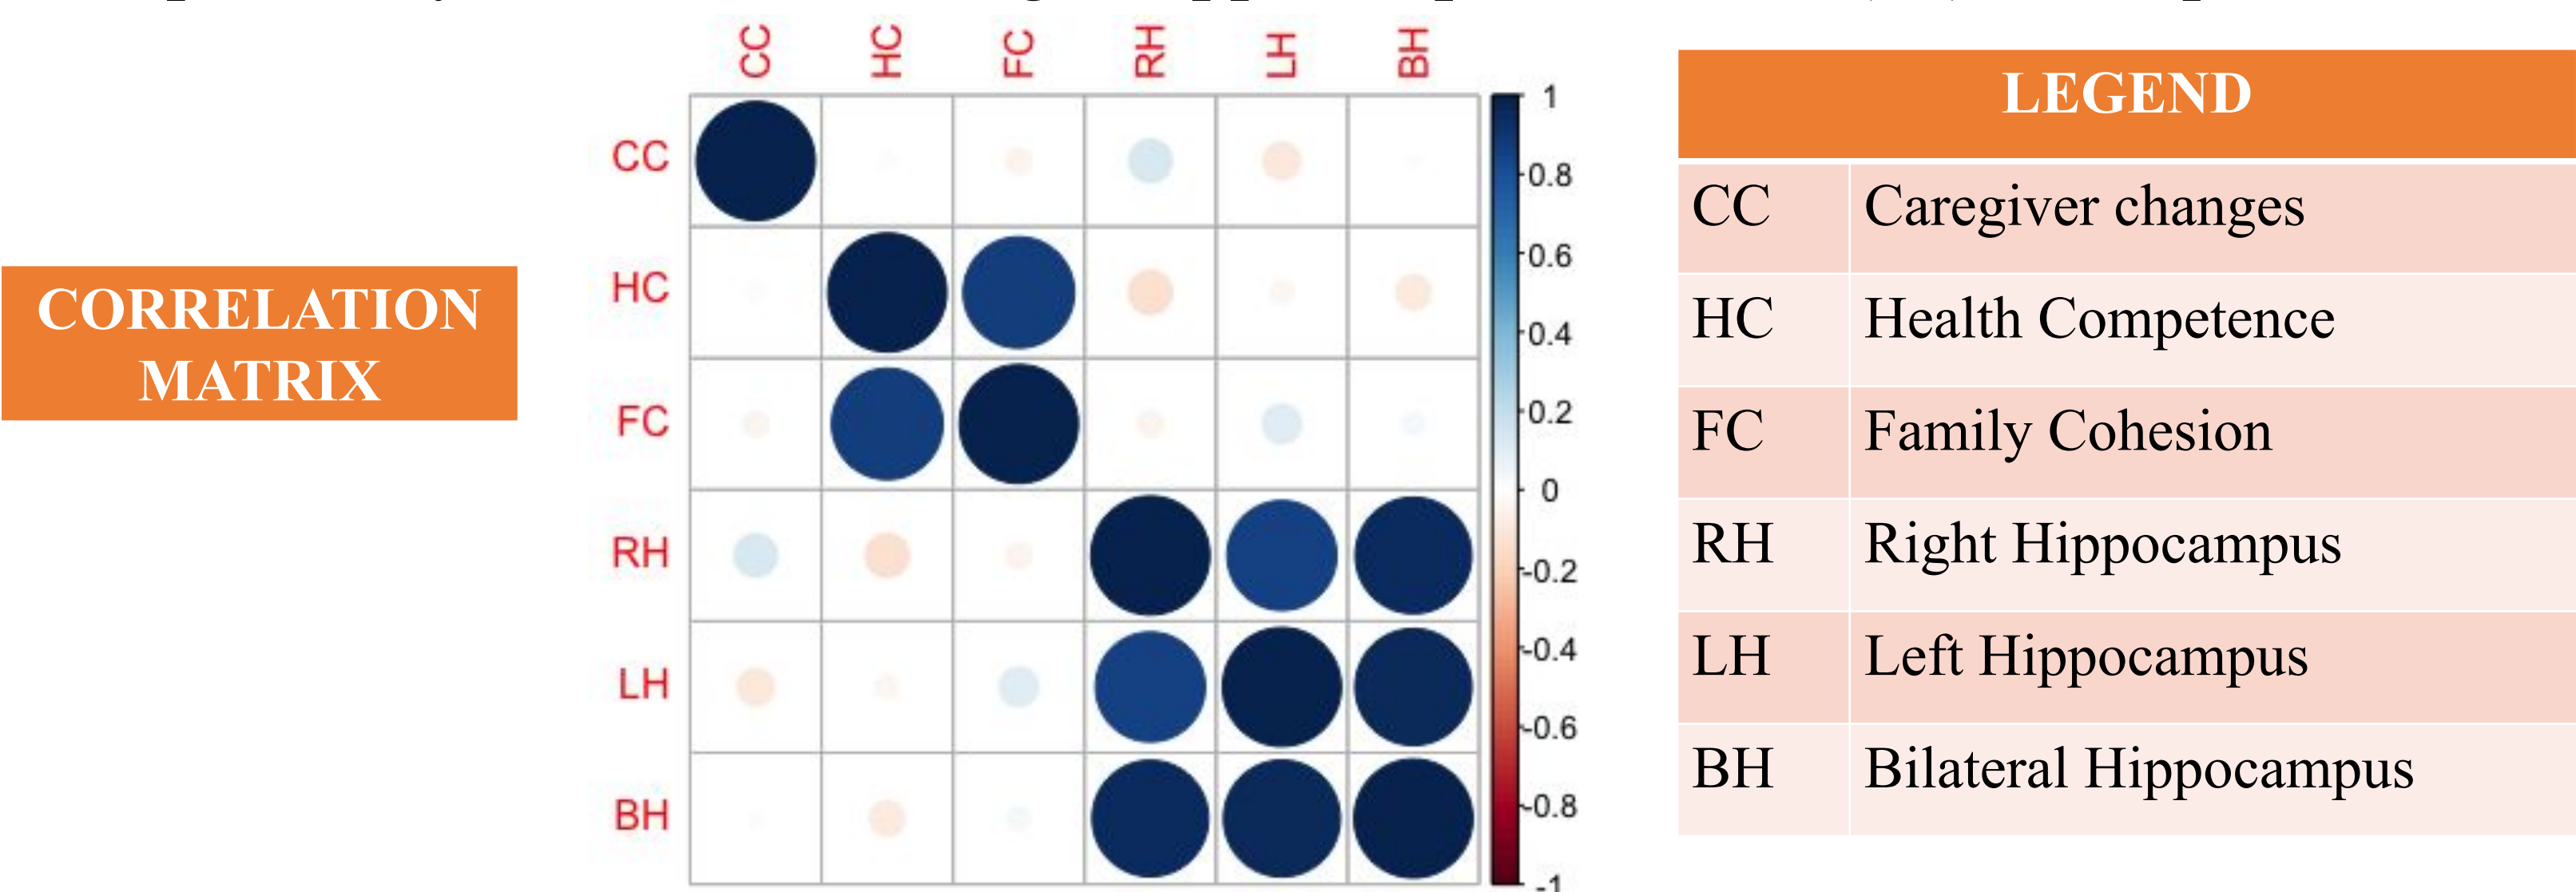 CC HC FC RH LH BH
CORRELATION
MATRIX
CC
HC
FC
RH
LH
BH
1
0.8
0.6
0.4
0.2
0
-0.2
-0.4
-0.6
-0.8
-1
LEGEND
CC Caregiver changes
HC Health Competence
FC Family Cohesion
RH Right Hippocampus
LH Left Hippocampus
BH Bilateral Hippocampus